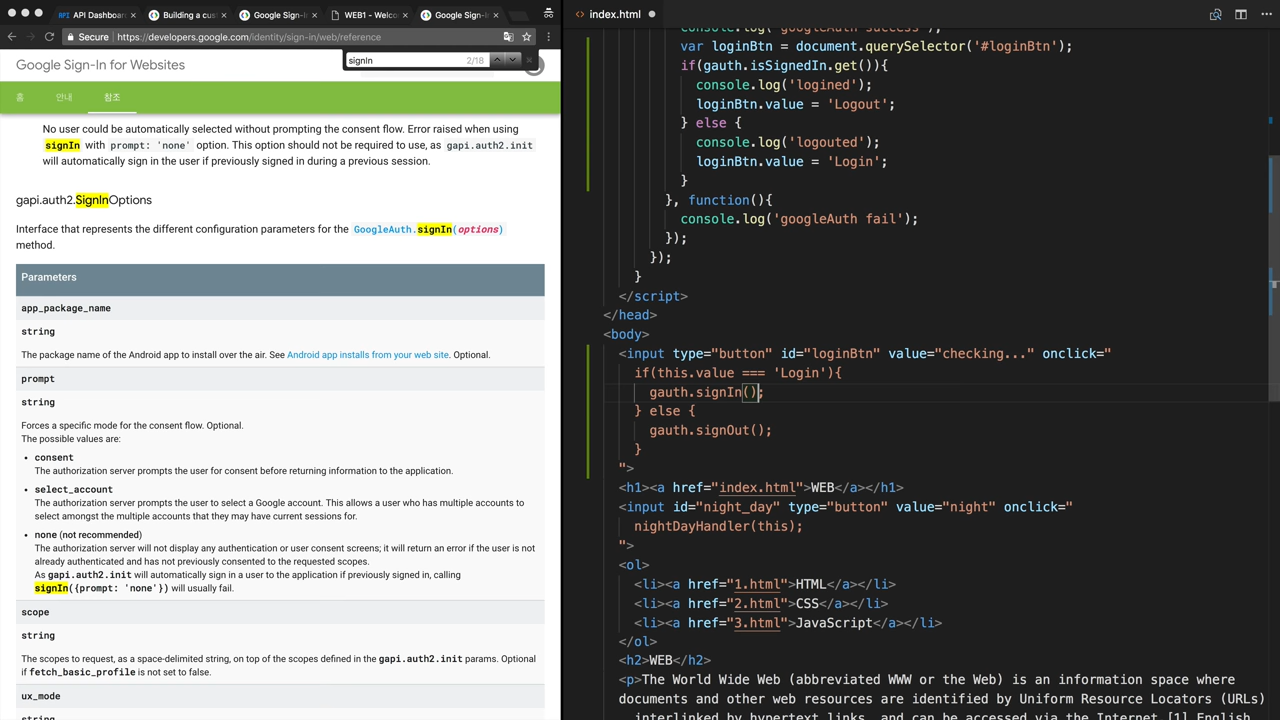 API Dashboa
Building a cus
Google Sign-In
WEB1 - Welco
Google Sign-In
Secure
https://developers.google.com/identity/sign-in/web/reference
Google Sign-In for Websites
signIn
2/18
홈
안내
참조
No user could be automatically selected without prompting the consent flow. Error raised when using
signIn with prompt: 'none' option. This option should not be required to use, as gapi.auth2.init
will automatically sign in the user if previously signed in during a previous session.
gapi.auth2.SignInOptions
Interface that represents the different configuration parameters for the GoogleAuth.signIn(options)
method.
Parameters
app_package_name
string
The package name of the Android app to install over the air. See Android app installs from your web site. Optional.
prompt
string
Forces a specific mode for the consent flow. Optional.
The possible values are:
• consent
The authorization server prompts the user for consent before returning information to the application.
• select_account
The authorization server prompts the user to select a Google account. This allows a user who has multiple accounts to
select amongst the multiple accounts that they may have current sessions for.
• none (not recommended)
The authorization server will not display any authentication or user consent screens; it will return an error if the user is not
already authenticated and has not previously consented to the requested scopes.
As gapi.auth2.init will automatically sign in a user to the application if previously signed in, calling
signIn({prompt: 'none'}) will usually fail.
scope
string
The scopes to request, as a space-delimited string, on top of the scopes defined in the gapi.auth2.init params. Optional
if fetch_basic_profile is not set to false.
ux_mode
string
index.html
console.log('googleAuth success');
var loginBtn = document.querySelector('#loginBtn');
if(gauth.isSignedIn.get()){
console.log('logined');
loginBtn.value = 'Logout';
} else {
console.log('logouted');
loginBtn.value = 'Login';
}
}, function(){
console.log('googleAuth fail');
});
});
}
</script>
</head>
<body>
<input type="button" id="loginBtn" value="checking..." onclick="
if(this.value === 'Login'){
gauth.signIn();
} else {
gauth.signOut();
}
">
<h1><a href="index.html">WEB</a></h1>
<input id="night_day" type="button" value="night" onclick="
nightDayHandler(this);
">
<ol>
<li><a href="1.html">HTML</a></li>
<li><a href="2.html">CSS</a></li>
<li><a href="3.html">JavaScript</a></li>
</ol>
<h2>WEB</h2>
<p>The World Wide Web (abbreviated WWW or the Web) is an information space where
documents and other web resources are identified by Uniform Resource Locators (URLs)
interlinked by hypertext links, and can be accessed via the Internet.[1] English